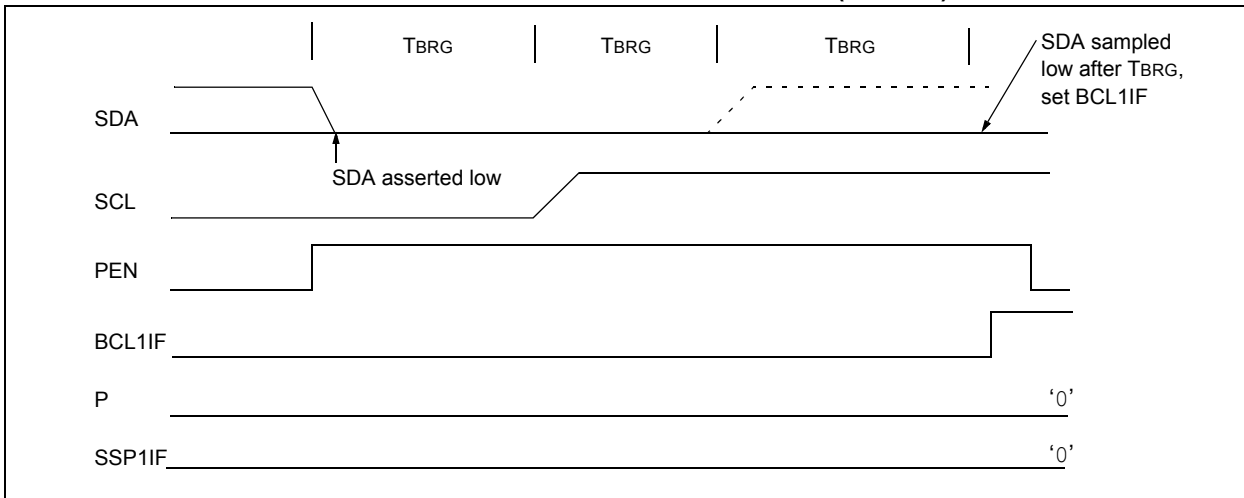 TBRG TBRG TBRG
SDA sampled
low after TBRG,
set BCL1IF
SDA
SDA asserted low
SCL
PEN
BCL1IF
P ‘0’
SSP1IF ‘0’